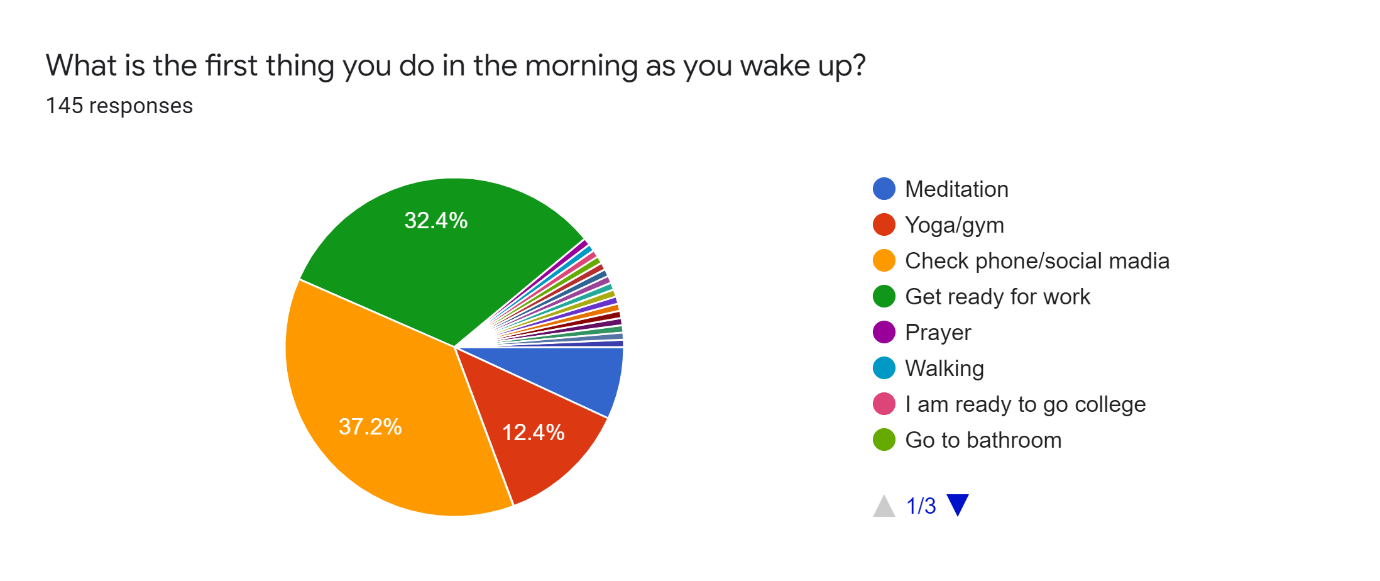 What is the first thing you do in the morning as you wake up?
145 responses
32.4%
37.2%
12.4%
Meditation
Yoga/gym
Check phone/social madia
Get ready for work
Prayer
Walking
I am ready to go college
Go to bathroom
1/3